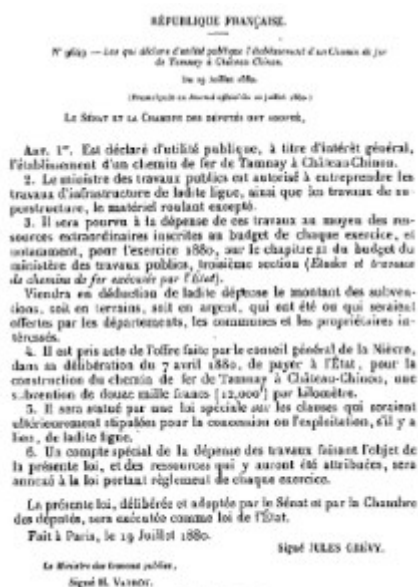 RÉPUBLIQUE FRANÇAISE.
N° 9649 — Loi qui déclare d'utilité publique l'établissement d'un Chemin de fer
de Tamnay à Château-Chinon.
Du 19 Juillet 1880.
(Promulguée au Journal officiel du 20 juillet 1880.)
LE SÉNAT ET LA CHAMBRE DES DÉPUTÉS ONT ADOPTÉ,
ART. 1er. Est déclaré d'utilité publique, à titre d'intérêt général,
l'établissement d'un chemin de fer de Tamnay à Château-Chinon.
2. Le ministre des travaux publics est autorisé à entreprendre les
travaux d'infrastructure de ladite ligne, ainsi que les travaux de su-
perstructure, le matériel roulant excepté.
3. Il sera pourvu à la dépense de ces travaux au moyen des res-
sources extraordinaires inscrites au budget de chaque exercice, et
notamment, pour l'exercice 1880, sur le chapitre 21 du budget du
ministère des travaux publics, troisième section (Études et travaux
de chemins de fer exécutés par l'État).
Viendra en déduction de ladite dépense le montant des subven-
tions, soit en terrains, soit en argent, qui ont été ou qui seraient
offertes par les départements, les communes et les propriétaires in-
téressés.
4. Il est pris acte de l'offre faite par le conseil général de la Nièvre,
dans sa délibération du 7 avril 1880, de payer à l'État, pour la
construction du chemin de fer de Tamnay à Château-Chinon, une
subvention de douze mille francs (12,000f) par kilomètre.
5. Il sera statué par une loi spéciale sur les clauses qui seraient
ultérieurement stipulées pour la concession ou l'exploitation, s'il y a
lieu, de ladite ligne.
6. Un compte spécial de la dépense des travaux faisant l'objet de
la présente loi, et des ressources qui y auront été attribuées, sera
annexé à la loi portant règlement de chaque exercice.
La présente loi, délibérée et adoptée par le Sénat et par la Chambre
des députés, sera exécutée comme loi de l'État.
Fait à Paris, le 19 Juillet 1880.
Signé JULES GRÉVY.
Le Ministre des travaux publics,
Signé H. VARROY.